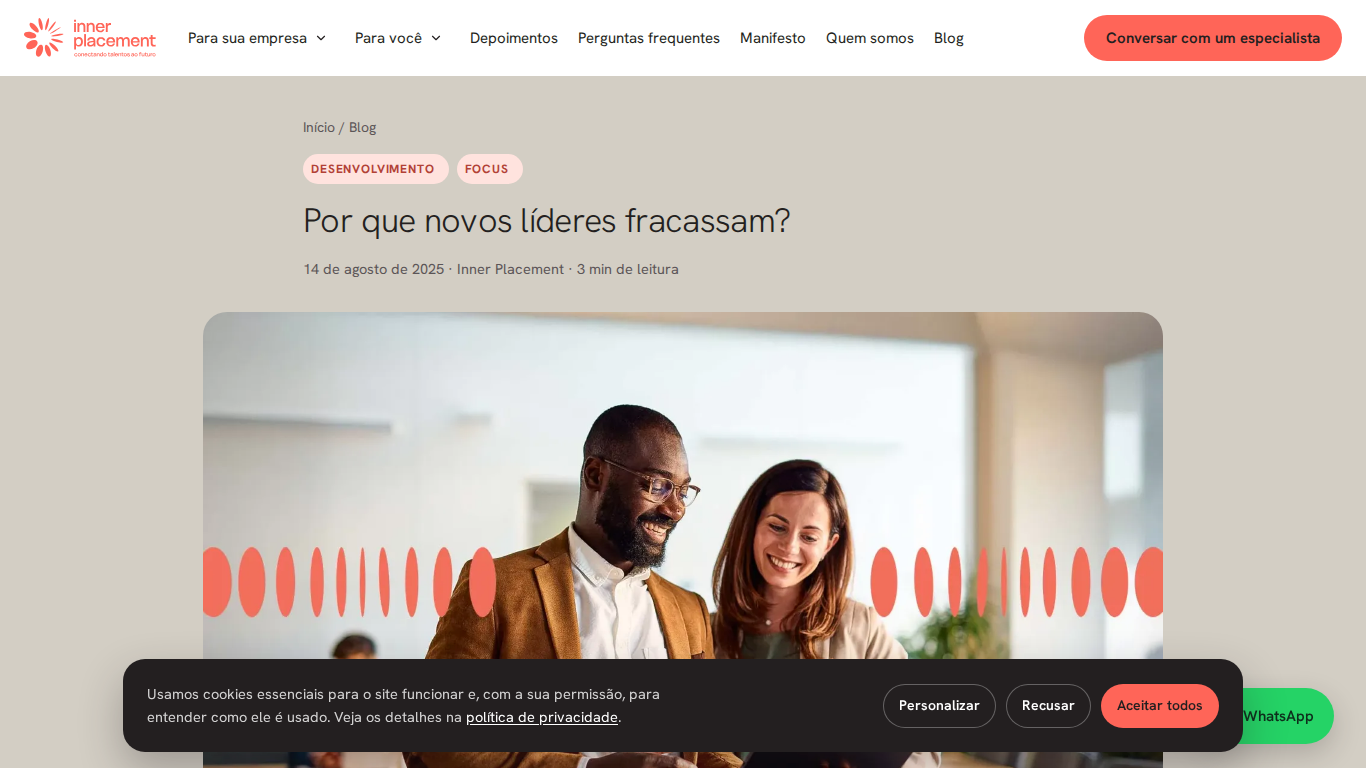 inner
placement
conectando talentos ao futuro
Para sua empresa
Para você
Depoimentos
Perguntas frequentes
Manifesto
Quem somos
Blog
Conversar com um especialista
Início / Blog
DESENVOLVIMENTO
FOCUS
Por que novos líderes fracassam?
14 de agosto de 2025 · Inner Placement · 3 min de leitura
Usamos cookies essenciais para o site funcionar e, com a sua permissão, para
entender como ele é usado. Veja os detalhes na política de privacidade.
Personalizar
Recusar
Aceitar todos
WhatsApp